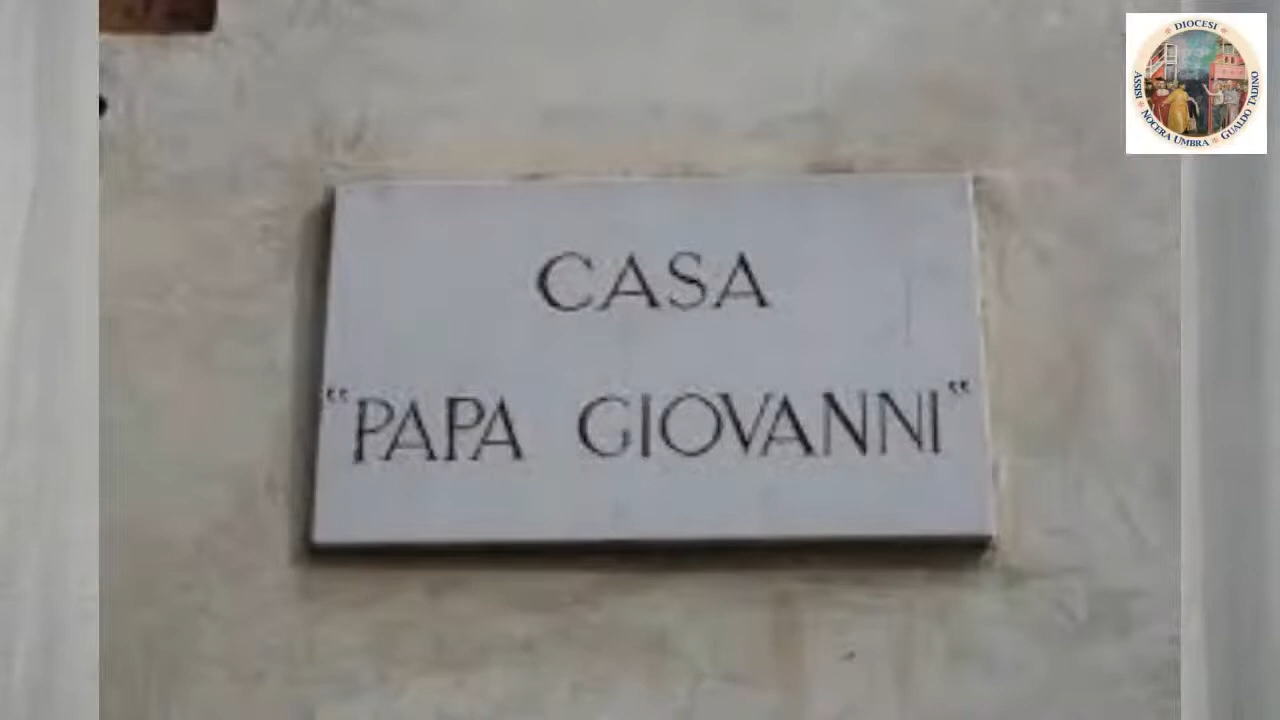 CASA
“PAPA GIOVANNI“
DIOCESI
ASSISI * NOCERA UMBRA * GUALDO TADINO